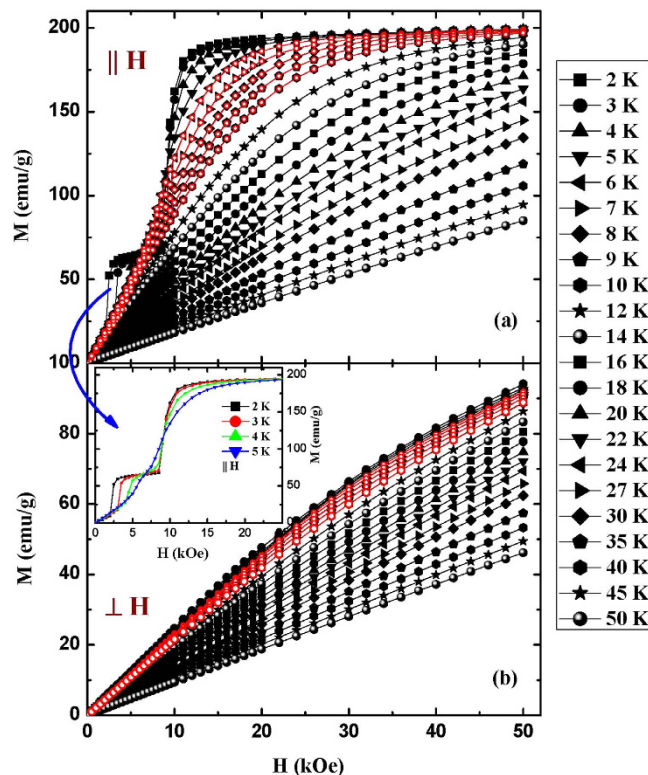 200
|| H
150
M (emu/g)
100
50
(a)
100
80
60
M (emu/g)
40
20
0
⊥ H
(b)
0 10 20 30 40 50
H (kOe)
200
150
100
50
0
M (emu/g)
2 K
3 K
4 K
5 K
|| H
0 5 10 15 20
H (kOe)
2 K
3 K
4 K
5 K
6 K
7 K
8 K
9 K
10 K
12 K
14 K
16 K
18 K
20 K
22 K
24 K
27 K
30 K
35 K
40 K
45 K
50 K